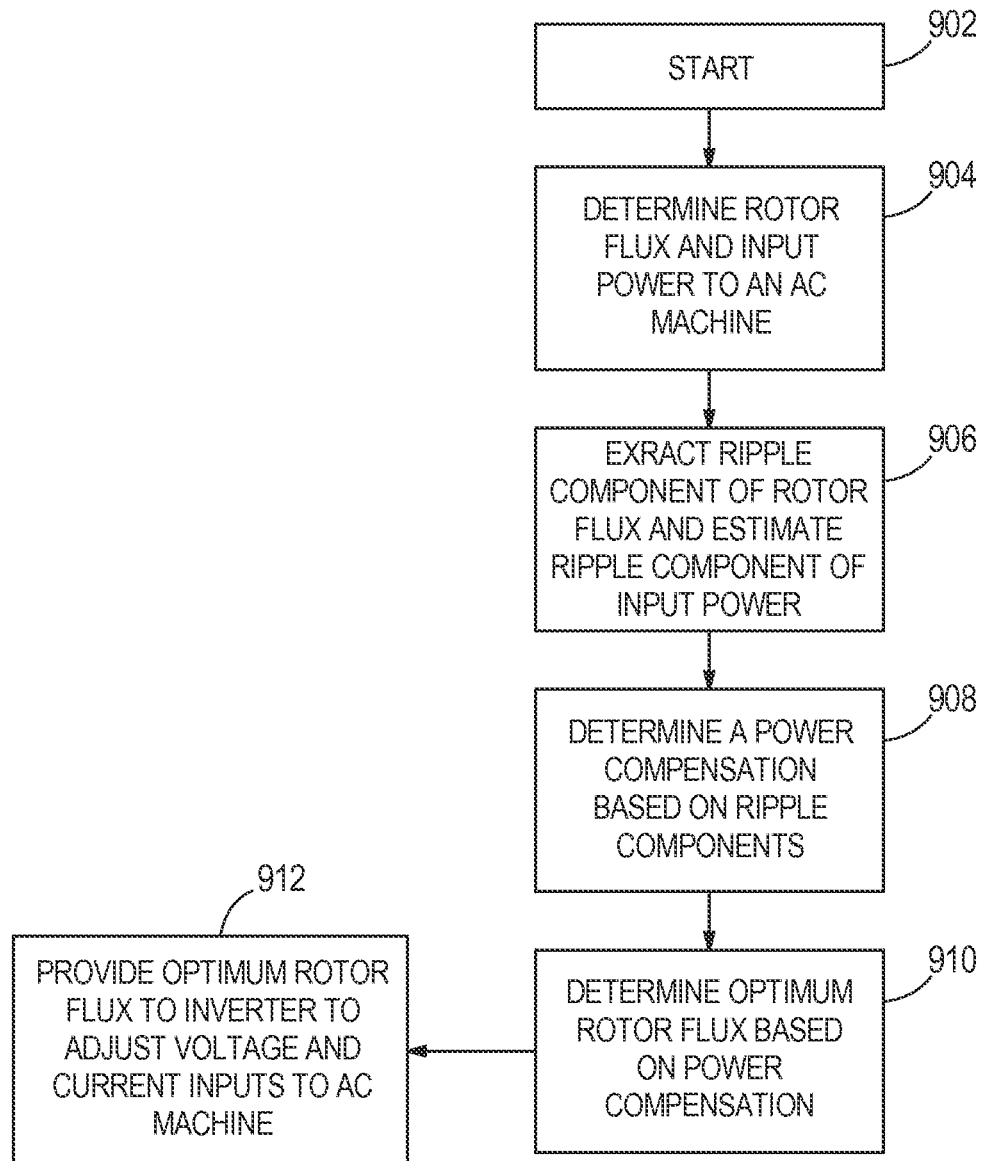 902
START
904
DETERMINE ROTOR
FLUX AND INPUT
POWER TO AN AC
MACHINE
906
EXRACT RIPPLE
COMPONENT OF ROTOR
FLUX AND ESTIMATE
RIPPLE COMPONENT OF
INPUT POWER
908
DETERMINE A POWER
COMPENSATION
BASED ON RIPPLE
COMPONENTS
910
DETERMINE OPTIMUM
ROTOR FLUX BASED
ON POWER
COMPENSATION
912
PROVIDE OPTIMUM ROTOR
FLUX TO INVERTER TO
ADJUST VOLTAGE AND
CURRENT INPUTS TO AC
MACHINE